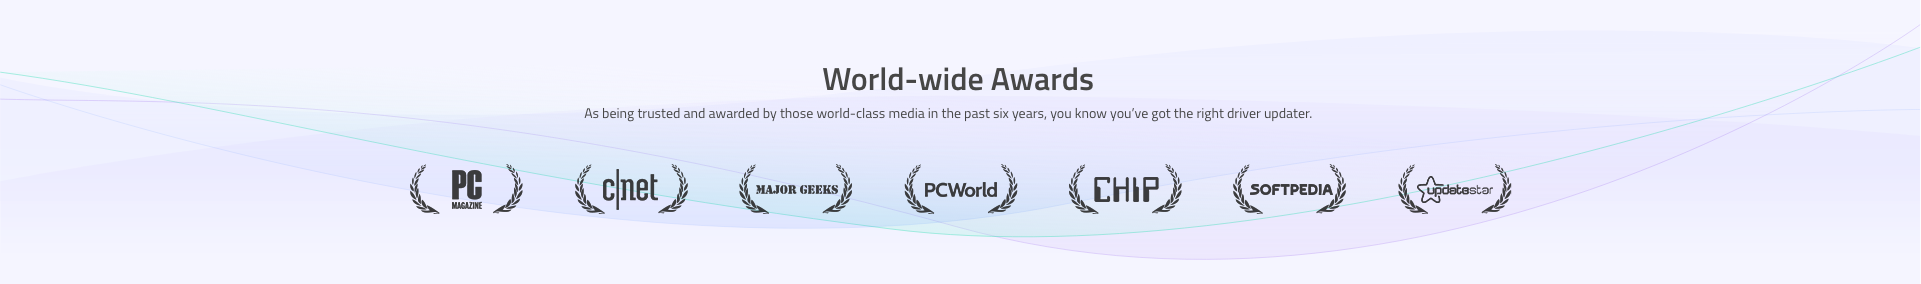 World-wide Awards
As being trusted and awarded by those world-class media in the past six years, you know you've got the right driver updater.
PC MAGAZINE
c|net
MAJOR GEEKS
PCWorld
CHIP
SOFTPEDIA
updatestar